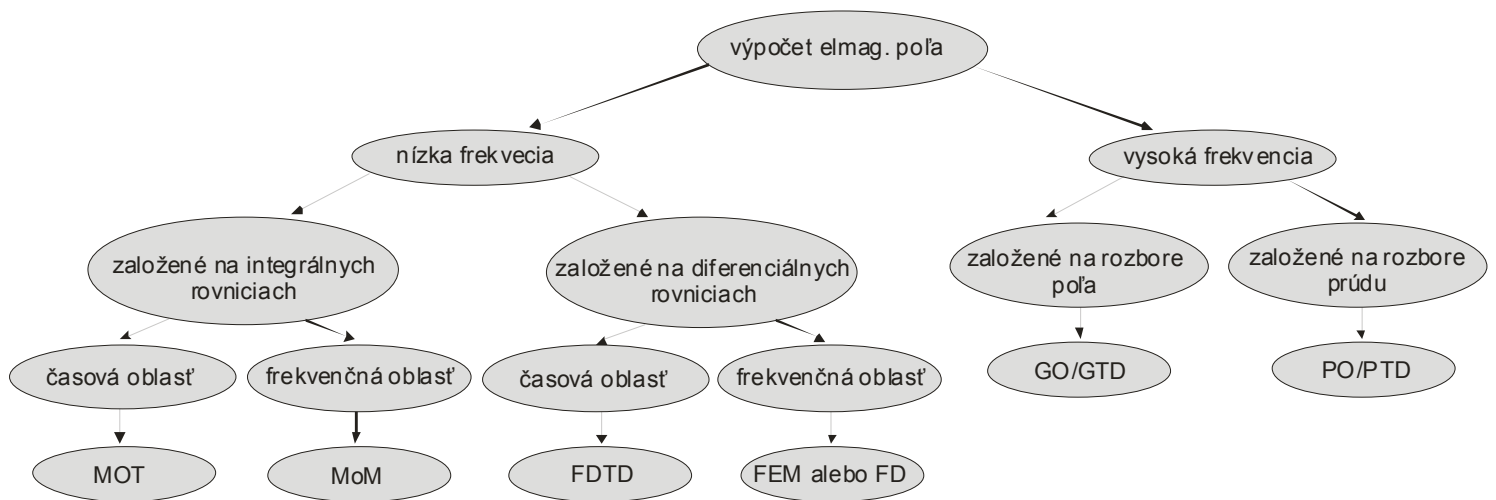 výpočet elmag. poľa
nízka frekvecia
vysoká frekvencia
založené na integrálnych
rovniciach
založené na diferenciálnych
rovniciach
založené na rozbore
poľa
založené na rozbore
prúdu
časová oblasť
frekvenčná oblasť
časová oblasť
frekvenčná oblasť
GO/GTD
PO/PTD
MOT
MoM
FDTD
FEM alebo FD